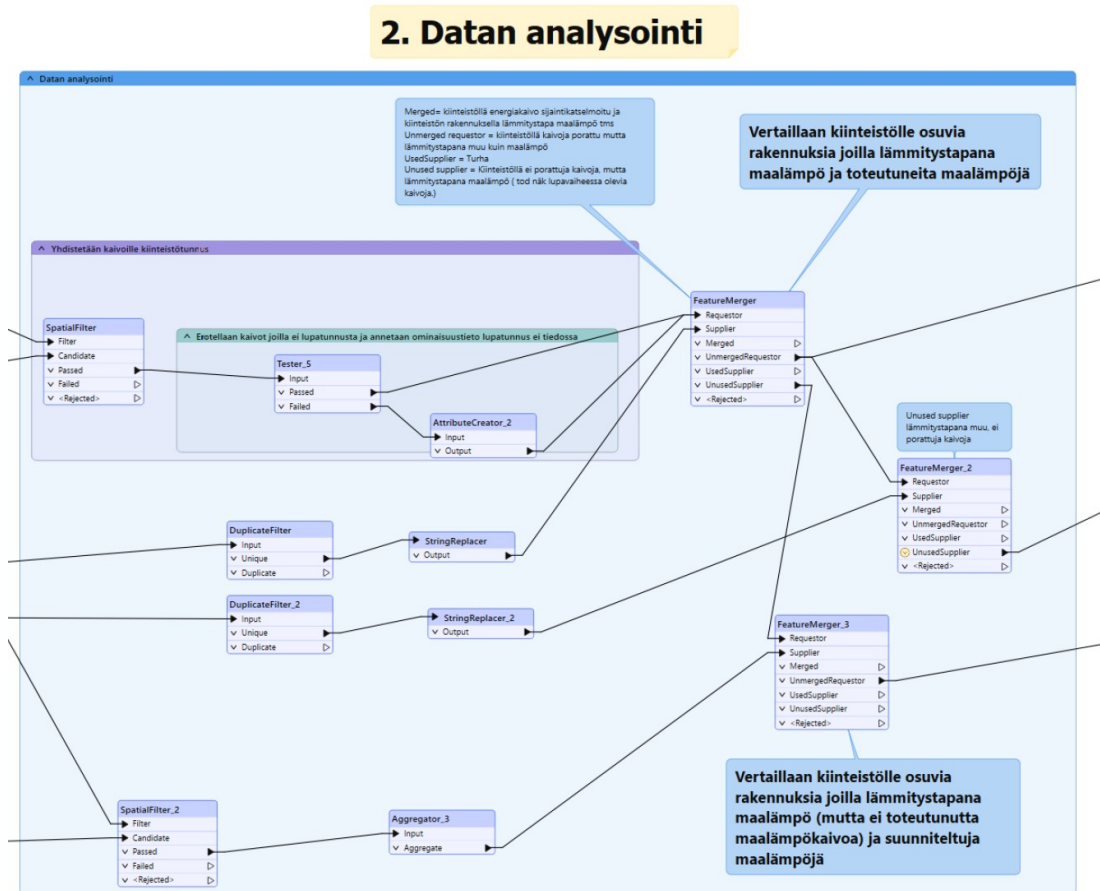 2. Datan analysointi
Datan analysointi
Merged= kiinteistöllä energiakaivo sijaintikatselmoitu ja
kiinteistön rakennuksella lämmitystapa maalämpö tms
Unmerged requestor = kiinteistöllä kaivoja porattu mutta
lämmitystapana muu kuin maalämpö
UsedSupplier = Turha
Unused supplier = Kiinteistöllä ei porattuja kaivoja, mutta
lämmitystapana maalämpö ( tod näk lupavaiheessa olevia
kaivoja.)
Vertaillaan kiinteistölle osuvia
rakennuksia joilla lämmitystapana
maalämpö ja toteutuneita maalämpöjä
Yhdistetään kaivoille kiinteistötunnus
SpatialFilter
Filter
Candidate
Passed
Failed
<Rejected>
Erotellaan kaivot joilla ei lupatunnusta ja annetaan ominaisuustieto lupatunnus ei tiedossa
Tester_5
Input
Passed
Failed
AttributeCreator_2
Input
Output
FeatureMerger
Requestor
Supplier
Merged
UnmergedRequestor
UsedSupplier
UnusedSupplier
<Rejected>
Unused supplier
lämmitystapana muu, ei
porattuja kaivoja
FeatureMerger_2
Requestor
Supplier
Merged
UnmergedRequestor
UsedSupplier
UnusedSupplier
<Rejected>
DuplicateFilter
Input
Unique
Duplicate
StringReplacer
Output
DuplicateFilter_2
Input
Unique
Duplicate
StringReplacer_2
Output
FeatureMerger_3
Requestor
Supplier
Merged
UnmergedRequestor
UsedSupplier
UnusedSupplier
<Rejected>
Vertaillaan kiinteistölle osuvia
rakennuksia joilla lämmitystapana
maalämpö (mutta ei toteutunutta
maalämpökaivoa) ja suunniteltuja
maalämpöjä
SpatialFilter_2
Filter
Candidate
Passed
Failed
<Rejected>
Aggregator_3
Input
Aggregate